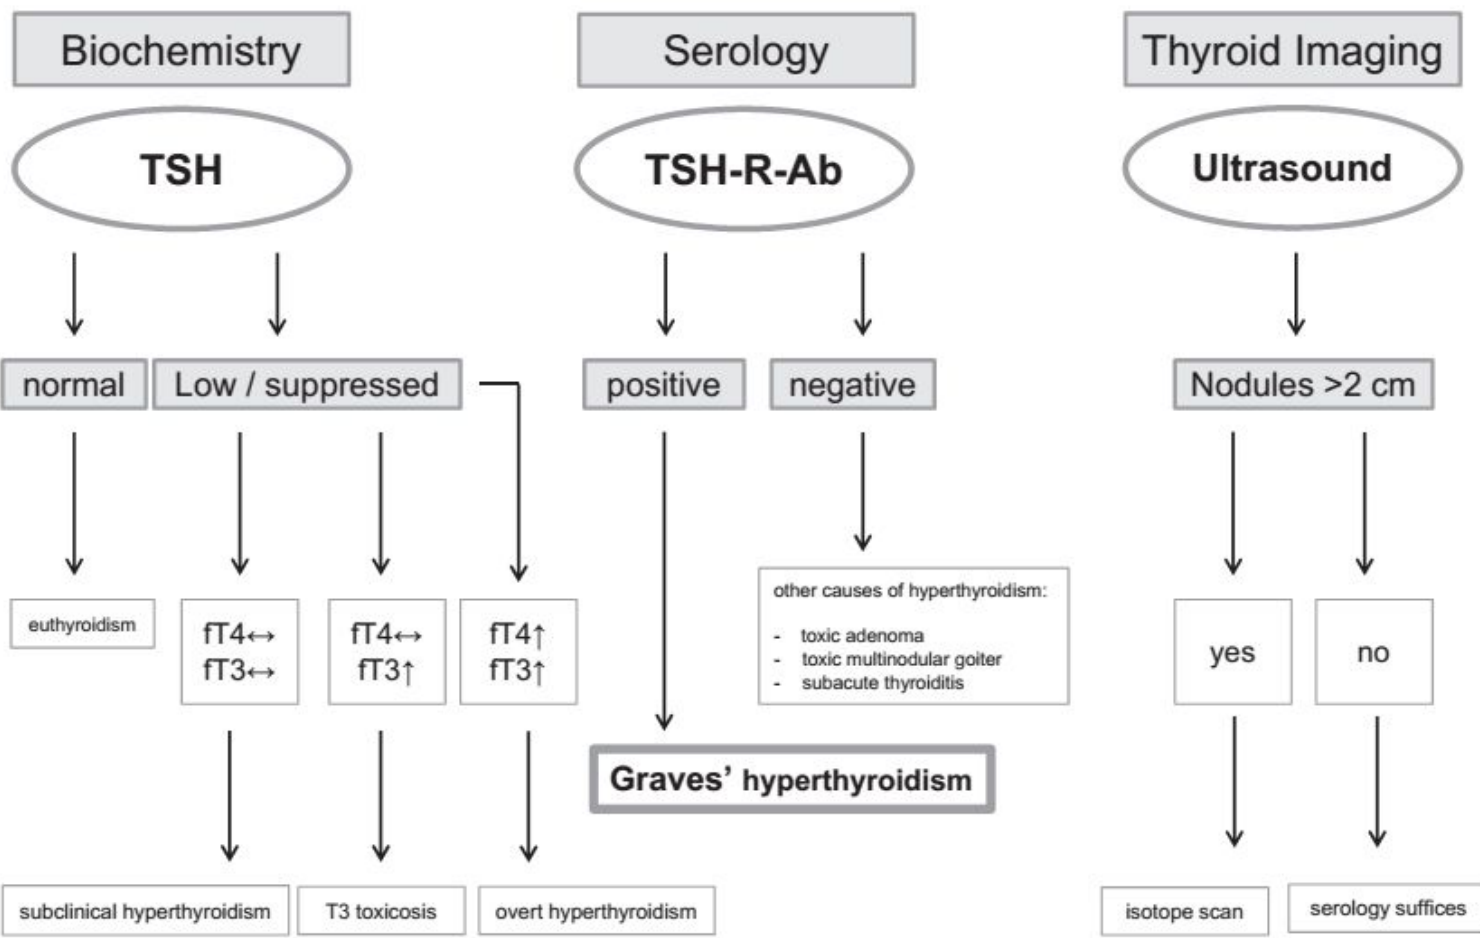 Biochemistry
Serology
Thyroid Imaging
TSH
TSH-R-Ab
Ultrasound
normal
Low / suppressed
positive
negative
Nodules >2 cm
euthyroidism
fT4↔
fT3↔
fT4↔
fT3↑
fT4↑
fT3↑
other causes of hyperthyroidism:
- toxic adenoma
- toxic multinodular goiter
- subacute thyroiditis
yes
no
Graves’ hyperthyroidism
subclinical hyperthyroidism
T3 toxicosis
overt hyperthyroidism
isotope scan
serology suffices